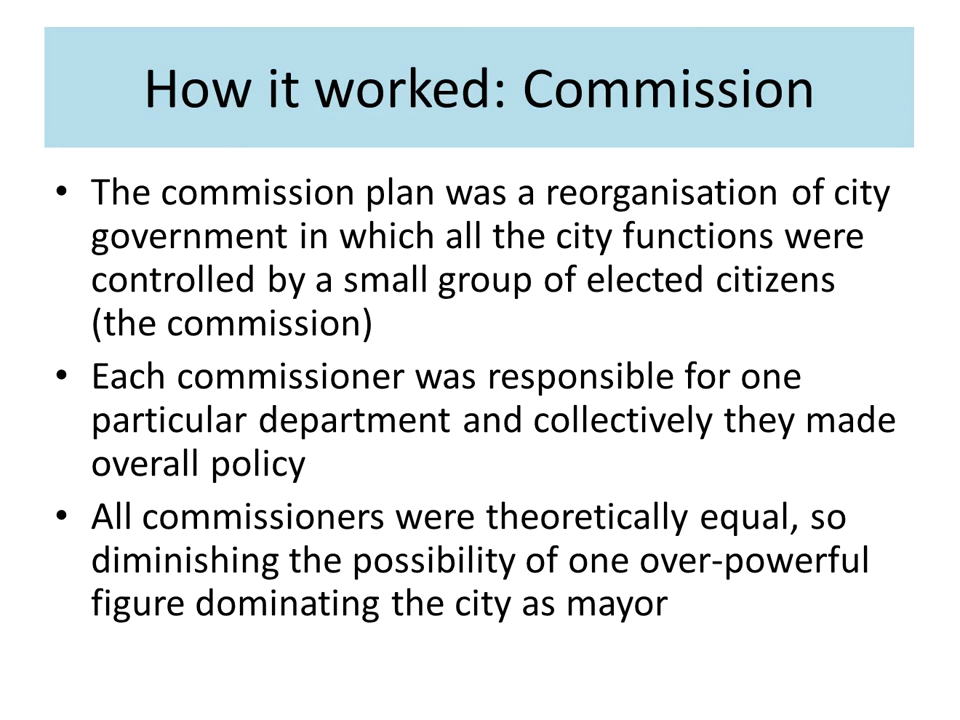 How it worked: Commission
• The commission plan was a reorganisation of city
government in which all the city functions were
controlled by a small group of elected citizens
(the commission)
• Each commissioner was responsible for one
particular department and collectively they made
overall policy
• All commissioners were theoretically equal, so
diminishing the possibility of one over-powerful
figure dominating the city as mayor